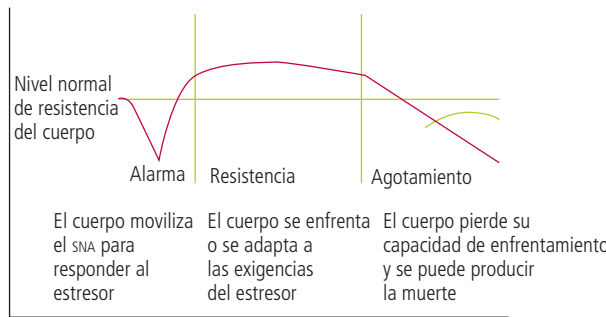 Nivel normal
de resistencia
del cuerpo
Alarma
Resistencia
Agotamiento
El cuerpo moviliza
el SNA para
responder al
estresor
El cuerpo se enfrenta
o se adapta a
las exigencias
del estresor
El cuerpo pierde su
capacidad de enfrentamiento
y se puede producir
la muerte